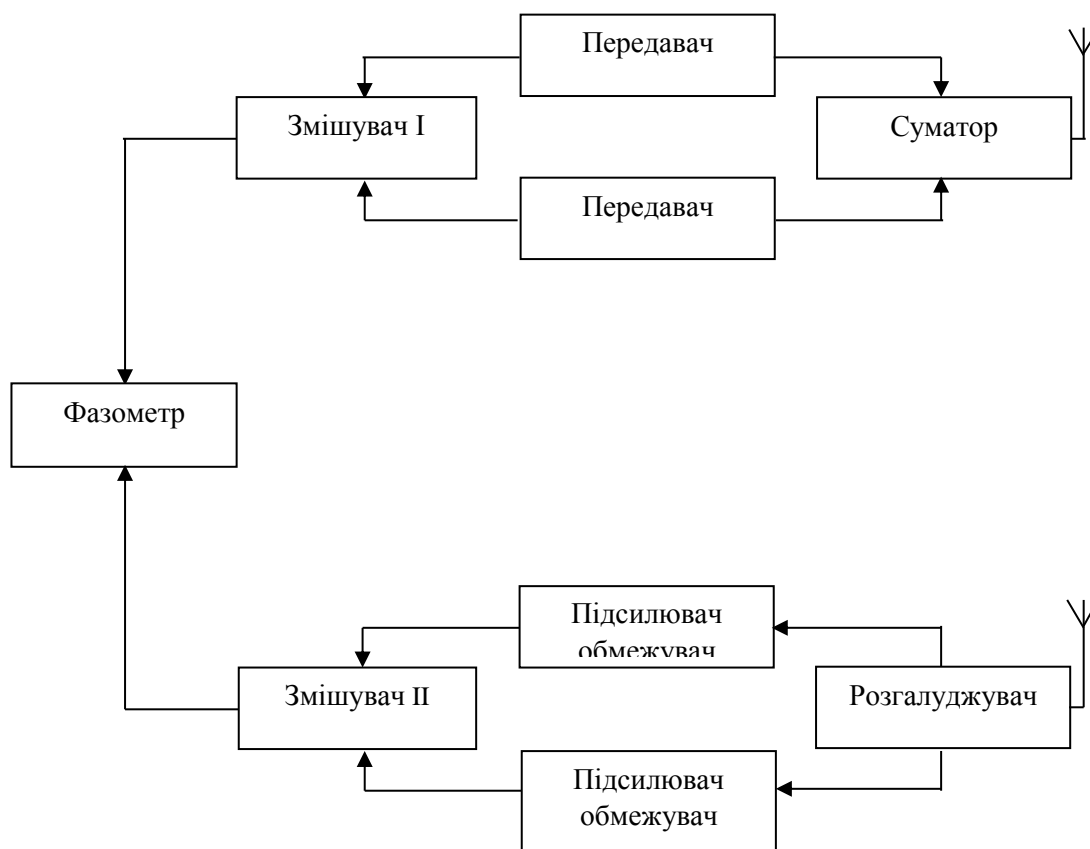 Передавач
Змішувач I
Суматор
Передавач
Фазометр
Підсилювач
обмежувач
Змішувач II
Розгалуджувач
Підсилювач
обмежувач